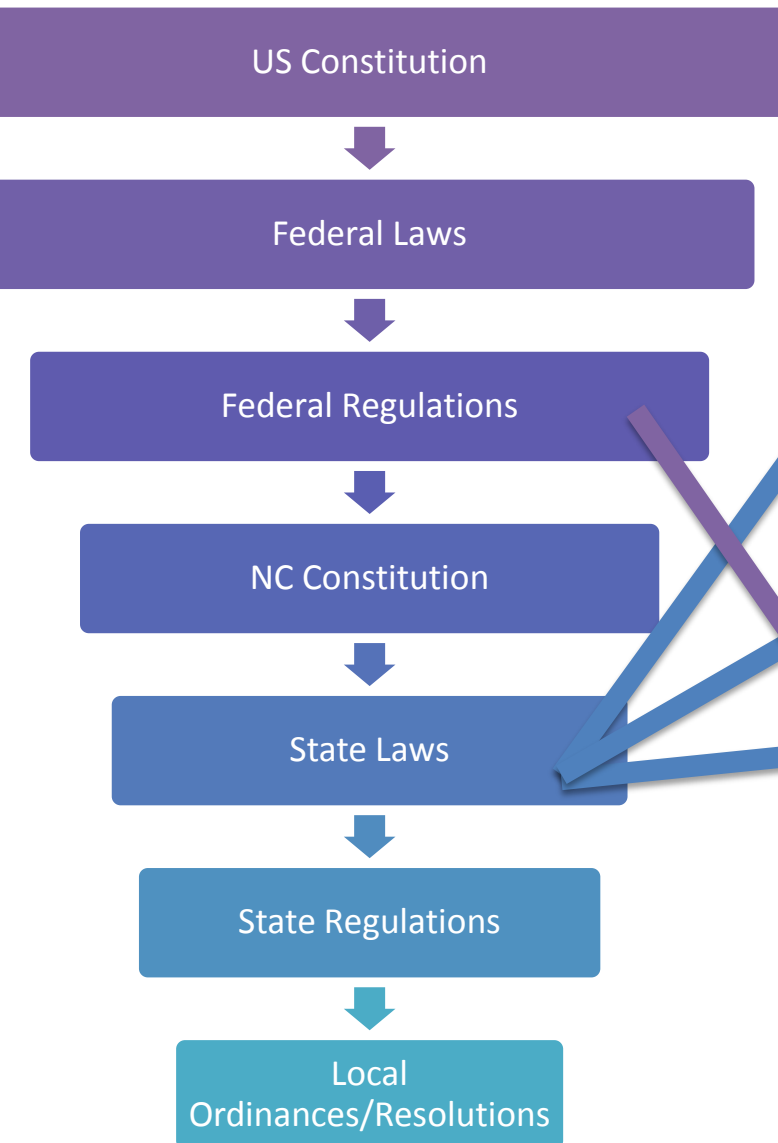 US Constitution
Federal Laws
Federal Regulations
NC Constitution
State Laws
State Regulations
Local
Ordinances/Resolutions